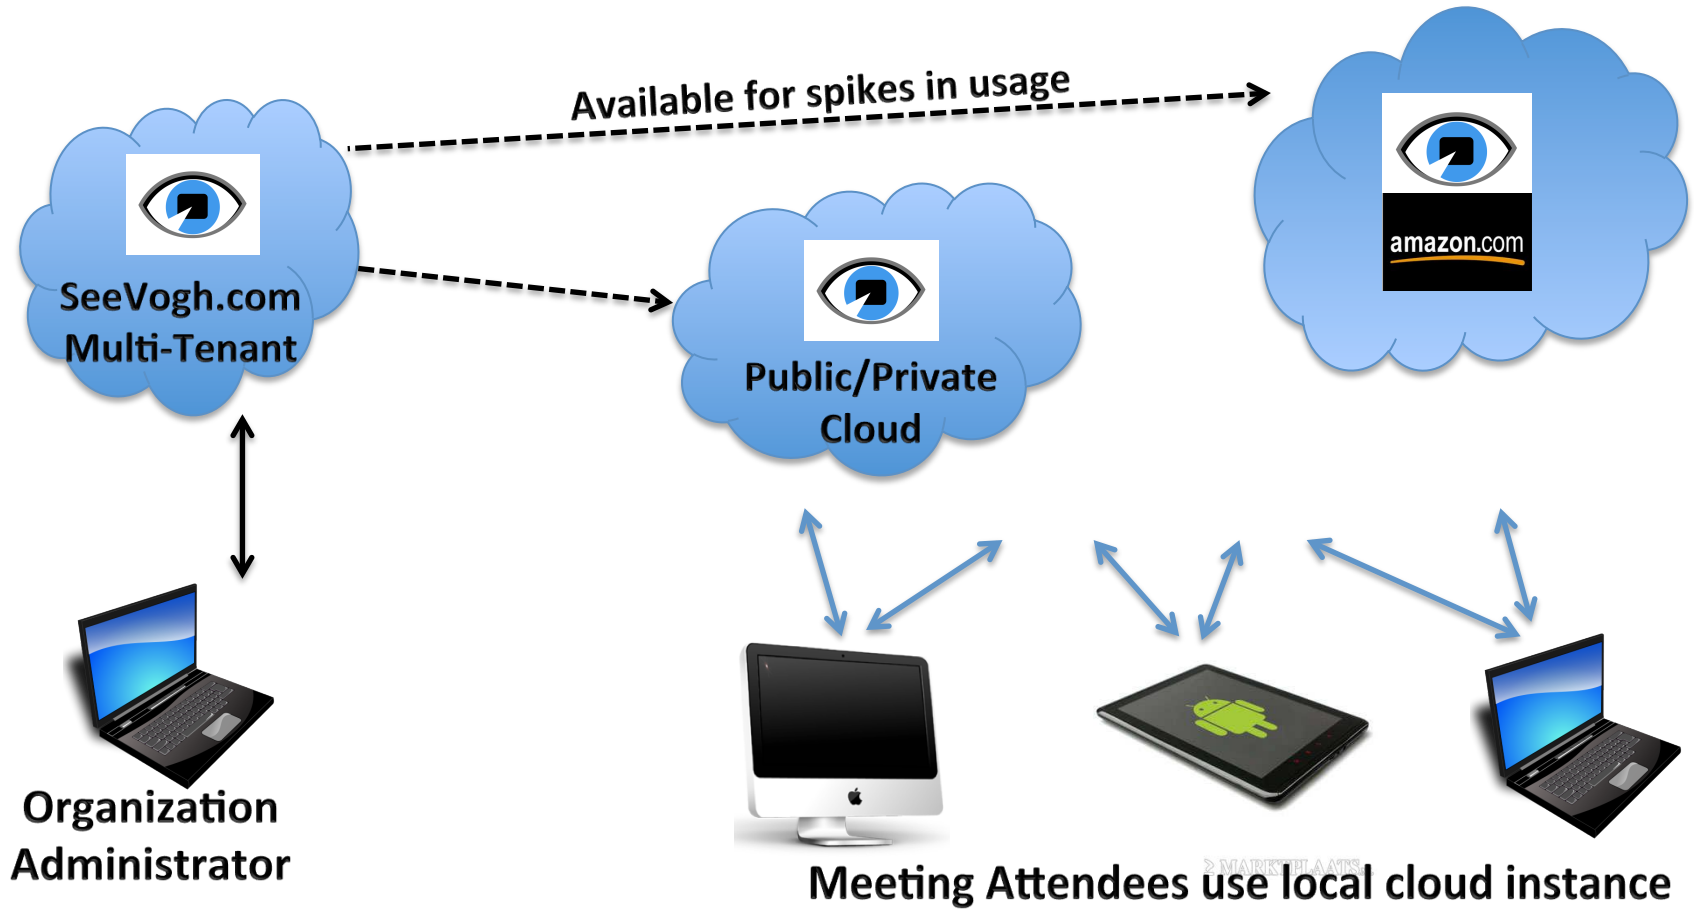 Available for spikes in usage
SeeVogh.com
Multi-Tenant
amazon.com
Public/Private
Cloud
Organization
Administrator
MARKTPLAATS
Meeting Attendees use local cloud instance